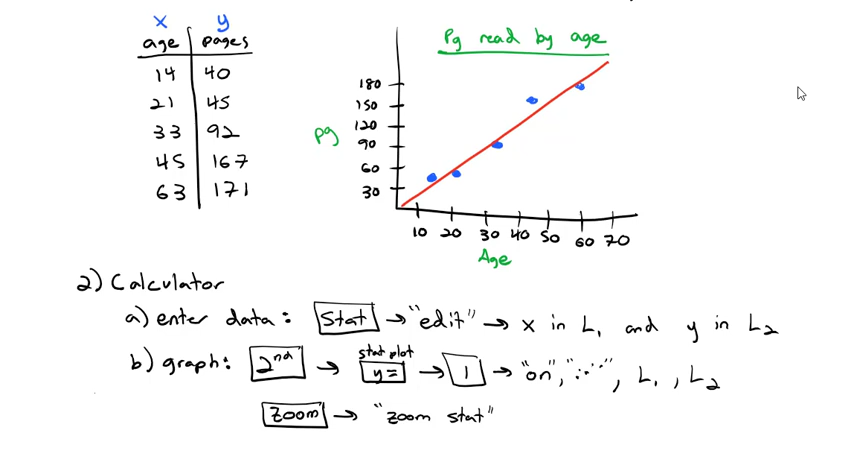 x y
age pages
14 40
21 45
33 92
45 167
63 171
Pg read by age
pg
180
150
120
90
60
30
10 20 30 40 50 60 70
Age
2) Calculator
a) enter data: Stat → "edit" → x in L1 and y in L2
stat plot
b) graph: 2nd → y= → 1 → "on", "⋰", L1, L2
Zoom → "zoom stat"